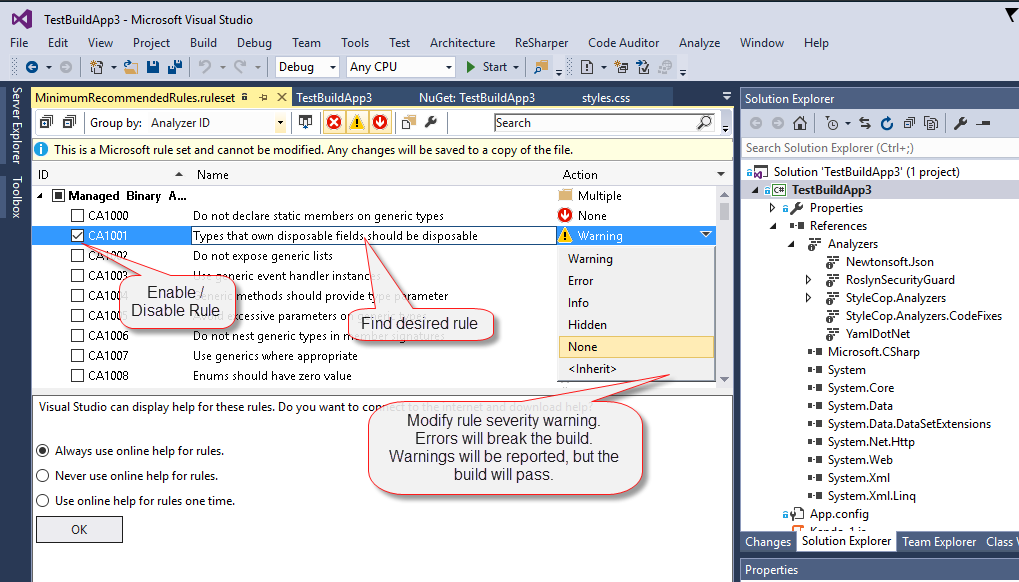 TestBuildApp3 - Microsoft Visual Studio
File Edit View Project Build Debug Team Tools Test Architecture ReSharper Code Auditor Analyze Window Help
Debug Any CPU Start
Server Explorer
Toolbox
MinimumRecommendedRules.ruleset TestBuildApp3 NuGet: TestBuildApp3 styles.css
Group by: Analyzer ID Search
This is a Microsoft rule set and cannot be modified. Any changes will be saved to a copy of the file.
ID Name Action
Managed Binary A... Multiple
CA1000 Do not declare static members on generic types None
CA1001 Types that own disposable fields should be disposable Warning
CA1002 Do not expose generic lists
CA1003 Use generic event handler instances
CA1004 methods should provide type parameter
excessive parameters on
CA1006 Do not nest generic types in member signatures
CA1007 Use generics where appropriate
CA1008 Enums should have zero value
Warning
Error
Info
Hidden
None
<Inherit>
Enable /
Disable Rule
Find desired rule
Modify rule severity warning.
Errors will break the build.
Warnings will be reported, but the
build will pass.
Visual Studio can display help for these rules. Do you want to connect to the internet and download help?
Always use online help for rules.
Never use online help for rules.
Use online help for rules one time.
OK
Solution Explorer
Search Solution Explorer (Ctrl+;)
Solution 'TestBuildApp3' (1 project)
C# TestBuildApp3
Properties
References
Analyzers
Newtonsoft.Json
RoslynSecurityGuard
StyleCop.Analyzers
StyleCop.Analyzers.CodeFixes
YamlDotNet
Microsoft.CSharp
System
System.Core
System.Data
System.Data.DataSetExtensions
System.Net.Http
System.Web
System.Xml
System.Xml.Linq
App.config
Changes Solution Explorer Team Explorer Class
Properties